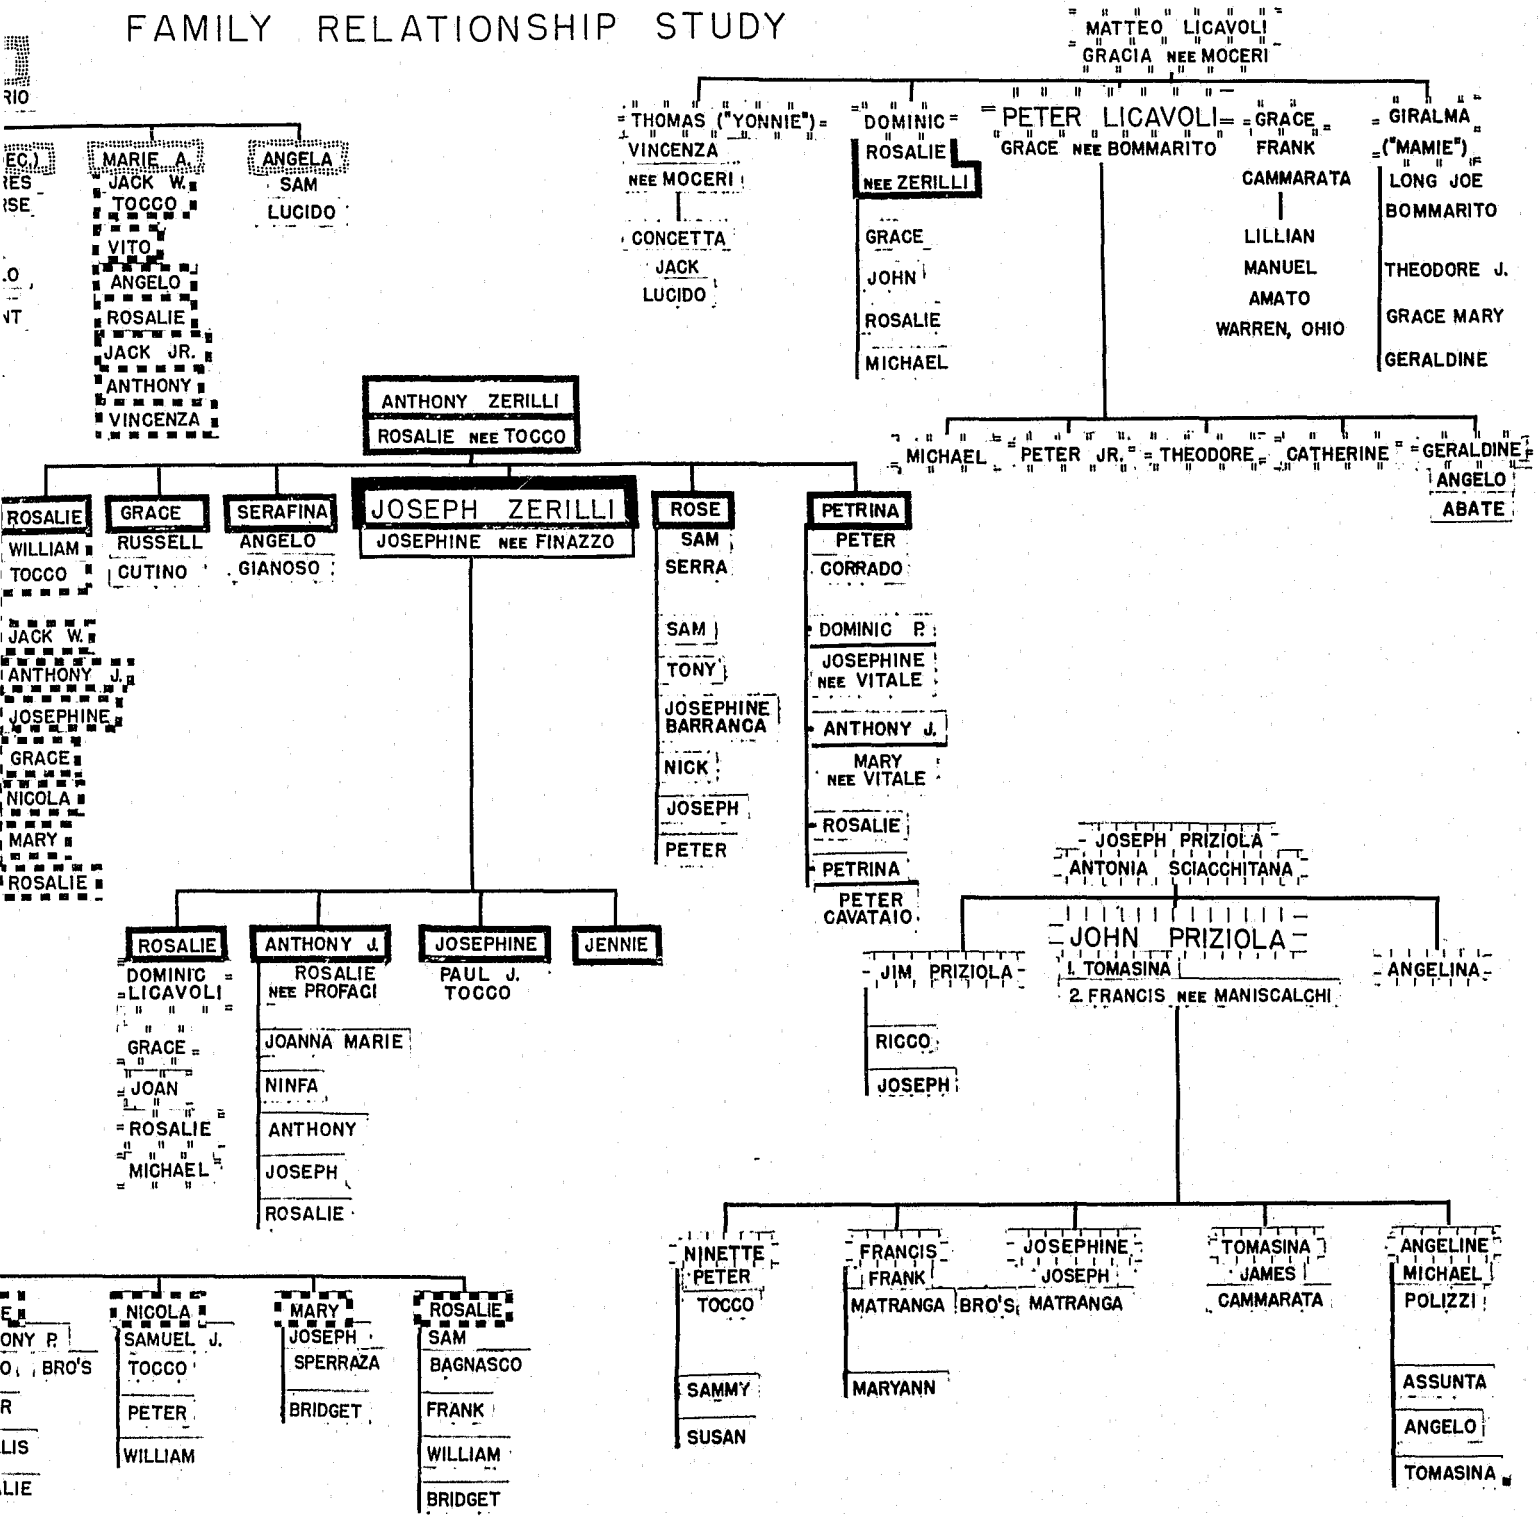 FAMILY RELATIONSHIP STUDY
RIO
EC.)
RES
RSE
LO
NT
MARIE A.
JACK W.
TOCCO
VITO
ANGELO
ROSALIE
JACK JR.
ANTHONY
VINCENZA
ANGELA
SAM
LUCIDO
MATTEO LICAVOLI
GRACIA NEE MOCERI
THOMAS ("YONNIE")
VINCENZA
NEE MOCERI
CONCETTA
JACK
LUCIDO
DOMINIC
ROSALIE
NEE ZERILLI
GRACE
JOHN
ROSALIE
MICHAEL
PETER LICAVOLI
GRACE NEE BOMMARITO
GRACE
FRANK
CAMMARATA
LILLIAN
MANUEL
AMATO
WARREN, OHIO
GIRALMA
("MAMIE")
LONG JOE
BOMMARITO
THEODORE J.
GRACE MARY
GERALDINE
MICHAEL
PETER JR.
THEODORE
CATHERINE
GERALDINE
ANGELO
ABATE
ANTHONY ZERILLI
ROSALIE NEE TOCCO
ROSALIE
WILLIAM
TOCCO
JACK W.
ANTHONY J.
JOSEPHINE
GRACE
NICOLA
MARY
ROSALIE
GRACE
RUSSELL
CUTINO
SERAFINA
ANGELO
GIANOSO
JOSEPH ZERILLI
JOSEPHINE NEE FINAZZO
ROSE
SAM
SERRA
SAM
TONY
JOSEPHINE
BARRANCA
NICK
JOSEPH
PETER
PETRINA
PETER
CORRADO
DOMINIC P.
JOSEPHINE
NEE VITALE
ANTHONY J.
MARY
NEE VITALE
ROSALIE
PETRINA
PETER
CAVATAIO
ROSALIE
DOMINIC
LICAVOLI
GRACE
JOAN
ROSALIE
MICHAEL
ANTHONY J.
ROSALIE
NEE PROFACI
JOANNA MARIE
NINFA
ANTHONY
JOSEPH
ROSALIE
JOSEPHINE
PAUL J.
TOCCO
JENNIE
JOSEPH PRIZIOLA
ANTONIA SCIACCHITANA
JIM PRIZIOLA
RICCO
JOSEPH
JOHN PRIZIOLA
1. TOMASINA
2. FRANCIS NEE MANISCALCHI
ANGELINA
E
ONY P.
O BRO'S
R
LIS
LIE
NICOLA
SAMUEL J.
TOCCO
PETER
WILLIAM
MARY
JOSEPH
SPERRAZA
BRIDGET
ROSALIE
SAM
BAGNASCO
FRANK
WILLIAM
BRIDGET
NINETTE
PETER
TOCCO
SAMMY
SUSAN
FRANCIS
FRANK
MATRANGA BRO'S
MARYANN
JOSEPHINE
JOSEPH
MATRANGA
TOMASINA
JAMES
CAMMARATA
ANGELINE
MICHAEL
POLIZZI
ASSUNTA
ANGELO
TOMASINA